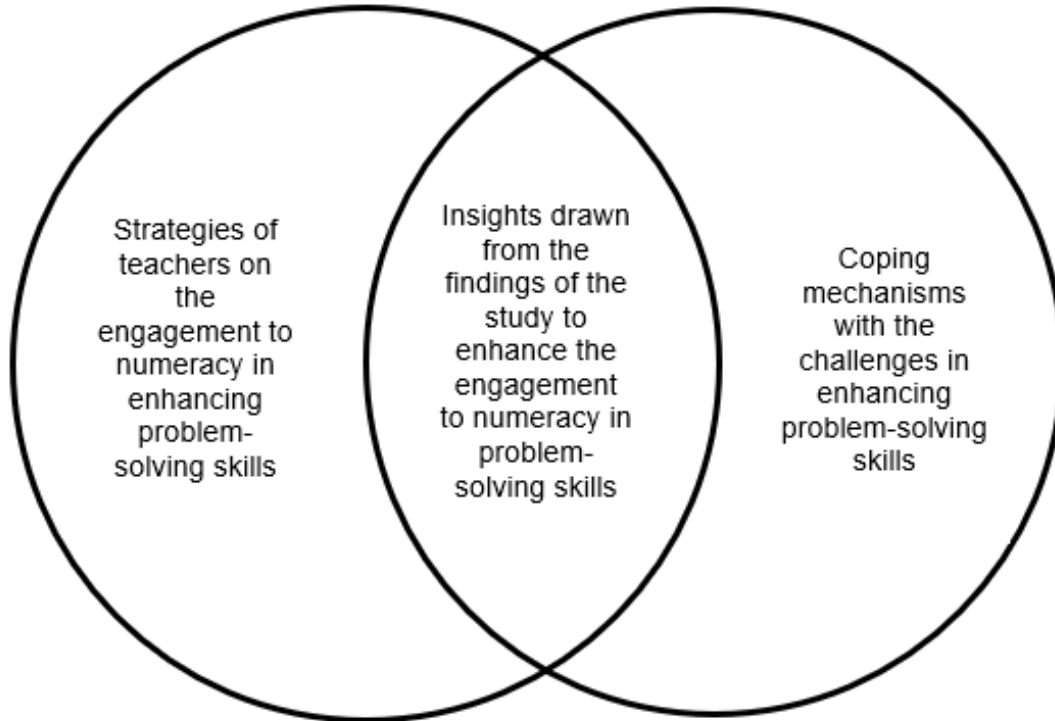 Strategies of
teachers on
the
engagement to
numeracy in
enhancing
problem-
solving skills
Insights drawn
from the
findings of the
study to
enhance the
engagement
to numeracy in
problem-
solving skills
Coping
mechanisms
with the
challenges in
enhancing
problem-solving
skills